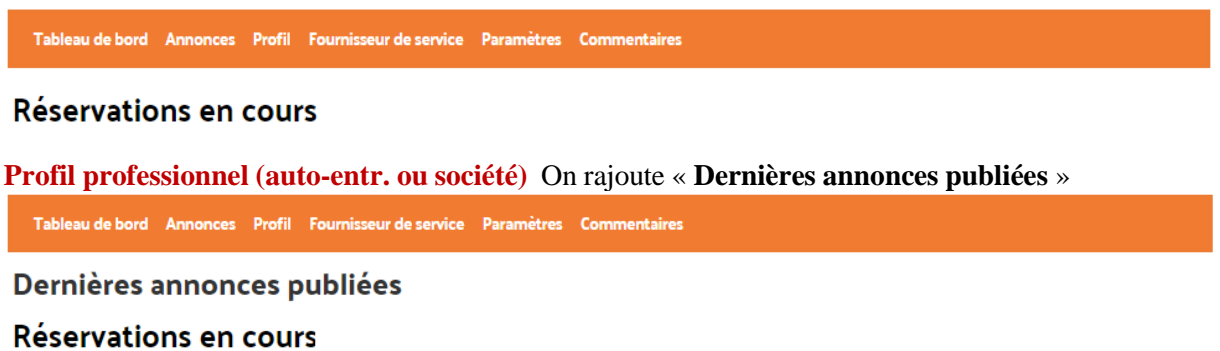 Tableau de bord Annonces Profil Fournisseur de service Paramètres Commentaires
Réservations en cours
Profil professionnel (auto-entr. ou société) On rajoute « Dernières annonces publiées »
Tableau de bord Annonces Profil Fournisseur de service Paramètres Commentaires
Dernières annonces publiées
Réservations en cours